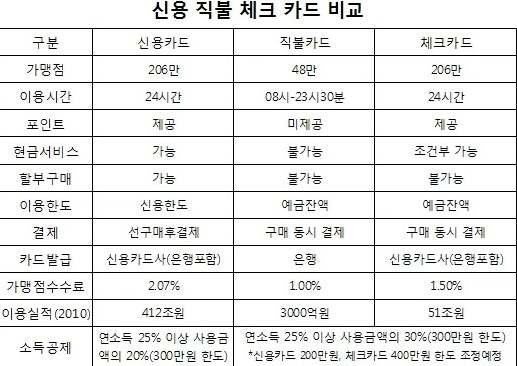 신용 직불 체크 카드 비교
구분 신용카드 직불카드 체크카드
가맹점 206만 48만 206만
이용시간 24시간 08시-23시30분 24시간
포인트 제공 미제공 제공
현금서비스 가능 불가능 조건부 가능
할부구매 가능 불가능 불가능
이용한도 신용한도 예금잔액 예금잔액
결제 선구매후결제 구매 동시 결제 구매 동시 결제
카드발급 신용카드사(은행포함) 은행 신용카드사(은행포함)
가맹점수수료 2.07% 1.00% 1.50%
이용실적(2010) 412조원 3000억원 51조원
소득공제 연소득 25% 이상 사용금 연소득 25% 이상 사용금액의 30%(300만원 한도)
액의 20%(300만원 한도) *신용카드 200만원, 체크카드 400만원 한도 조정예정